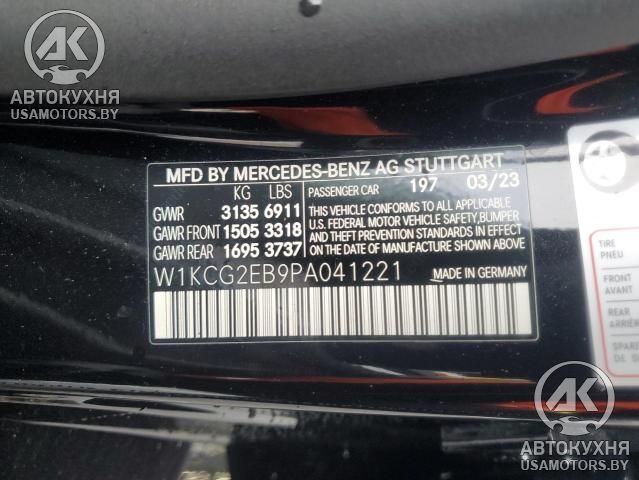 AK
АВТОКУХНЯ
USAMOTORS.BY
MFD BY MERCEDES-BENZ AG STUTTGART
KG LBS
GVWR 3135 6911
GAWR FRONT 1505 3318
GAWR REAR 1695 3737
PASSENGER CAR 197 03/23
THIS VEHICLE CONFORMS TO ALL APPLICABLE
U.S. FEDERAL MOTOR VEHICLE SAFETY, BUMPER
AND THEFT PREVENTION STANDARDS IN
EFFECT ON THE DATE OF MANUFACTURE
SHOWN ABOVE.
W1KCG2EB9PA041221
TIRE
PNEU
FRONT
AVANT
REAR
ARRIÈR
SPARE
DE S
AK
АВТОКУХНЯ
USAMOTORS.BY